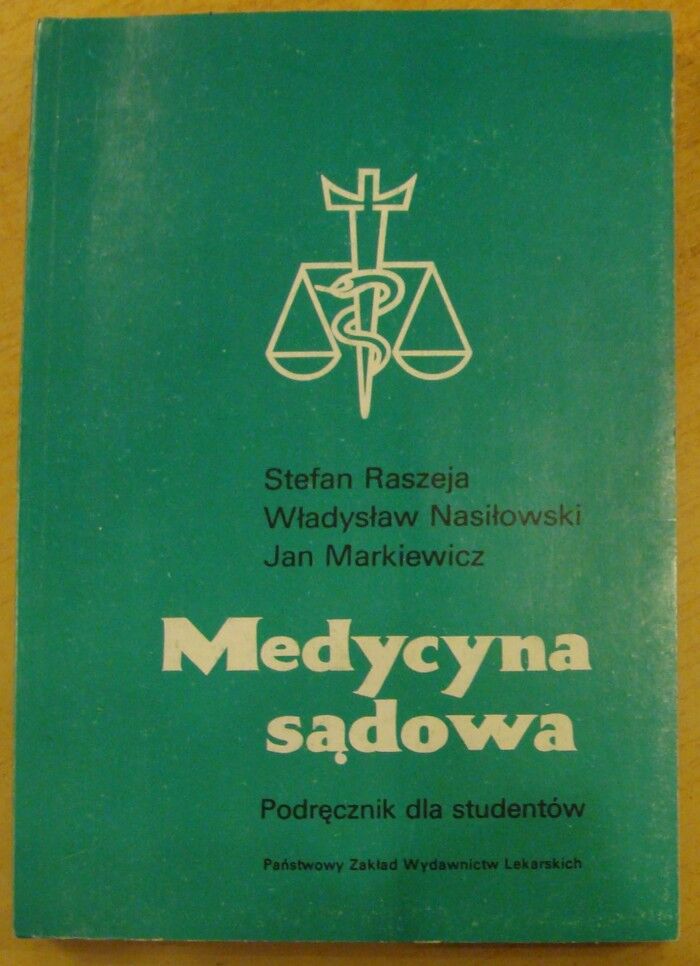 Stefan Raszeja
Władysław Nasiłowski
Jan Markiewicz
Medycyna
sądowa
Podręcznik dla studentów
Państwowy Zakład Wydawnictw Lekarskich